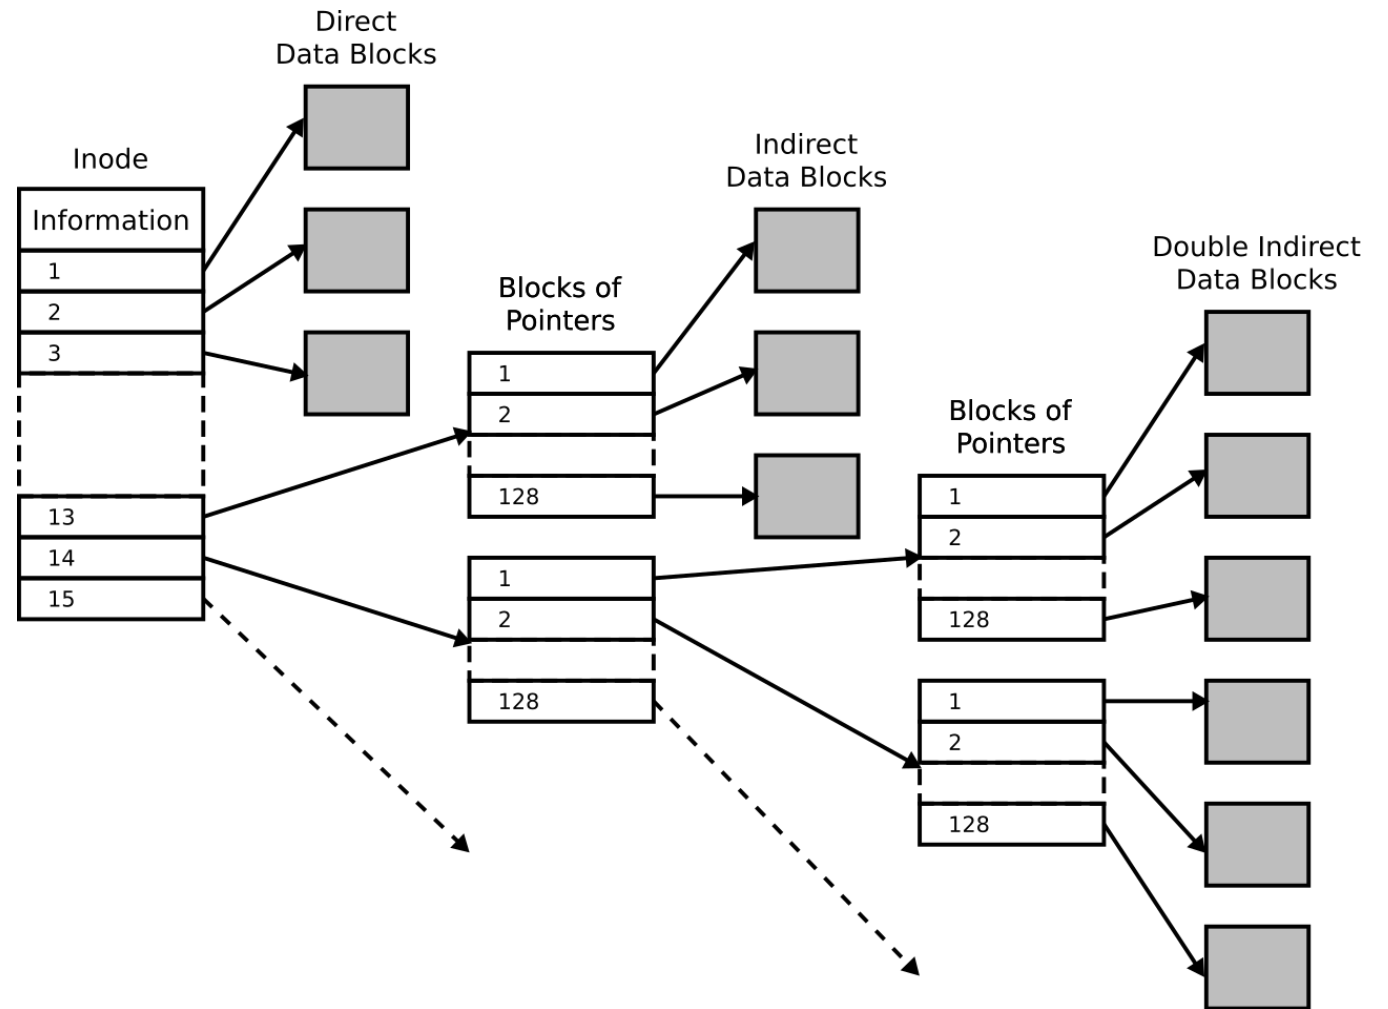 Direct
Data Blocks
Inode
Information
1
2
3
13
14
15
Blocks of
Pointers
1
2
128
1
2
128
Indirect
Data Blocks
Blocks of
Pointers
1
2
128
1
2
128
Double Indirect
Data Blocks